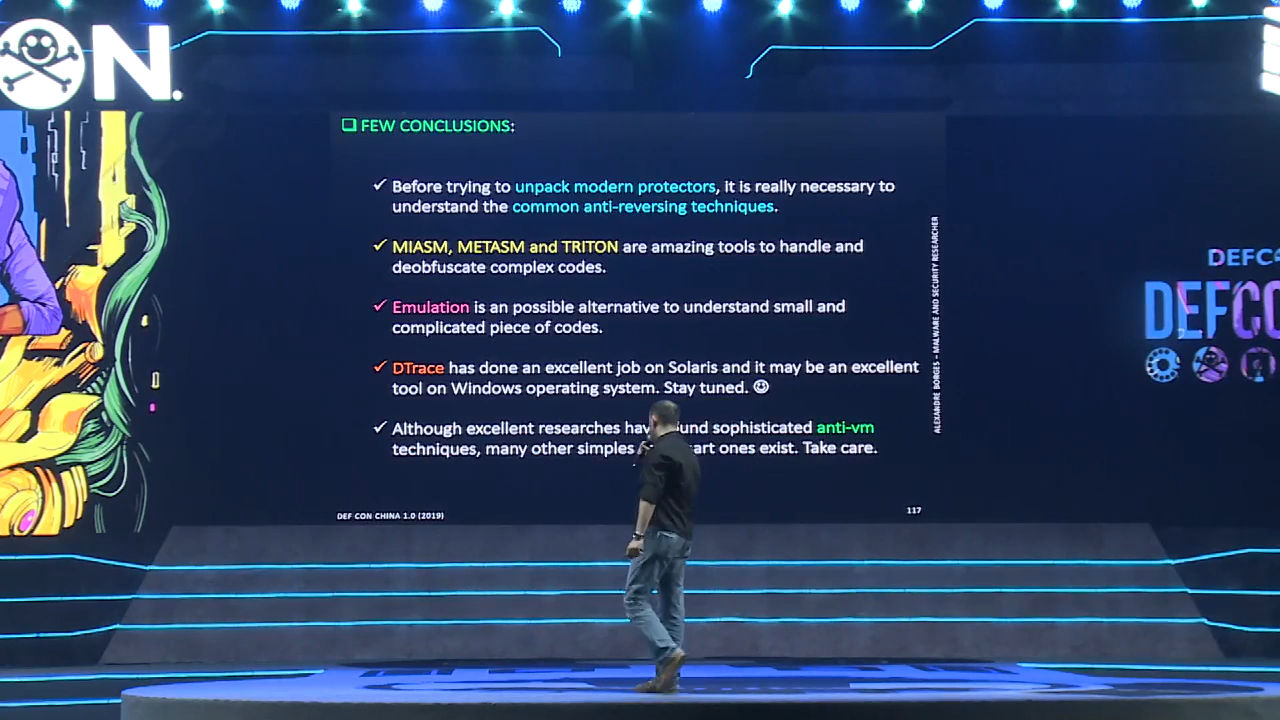 ON.
FEW CONCLUSIONS:
Before trying to unpack modern protectors, it is really necessary to
understand the common anti-reversing techniques.
MIASM, METASM and TRITON are amazing tools to handle and
deobfuscate complex codes.
Emulation is an possible alternative to understand small and
complicated piece of codes.
DTrace has done an excellent job on Solaris and it may be an excellent
tool on Windows operating system. Stay tuned. ☺
Although excellent researches sophisticated anti-vm
techniques, many other simples ones exist. Take care.
DEF CON CHINA 1.0 (2019)
117
ALEXANDRE BORGES – MALWARE AND SECURITY RESEARCHER
DEFC
DEFCO